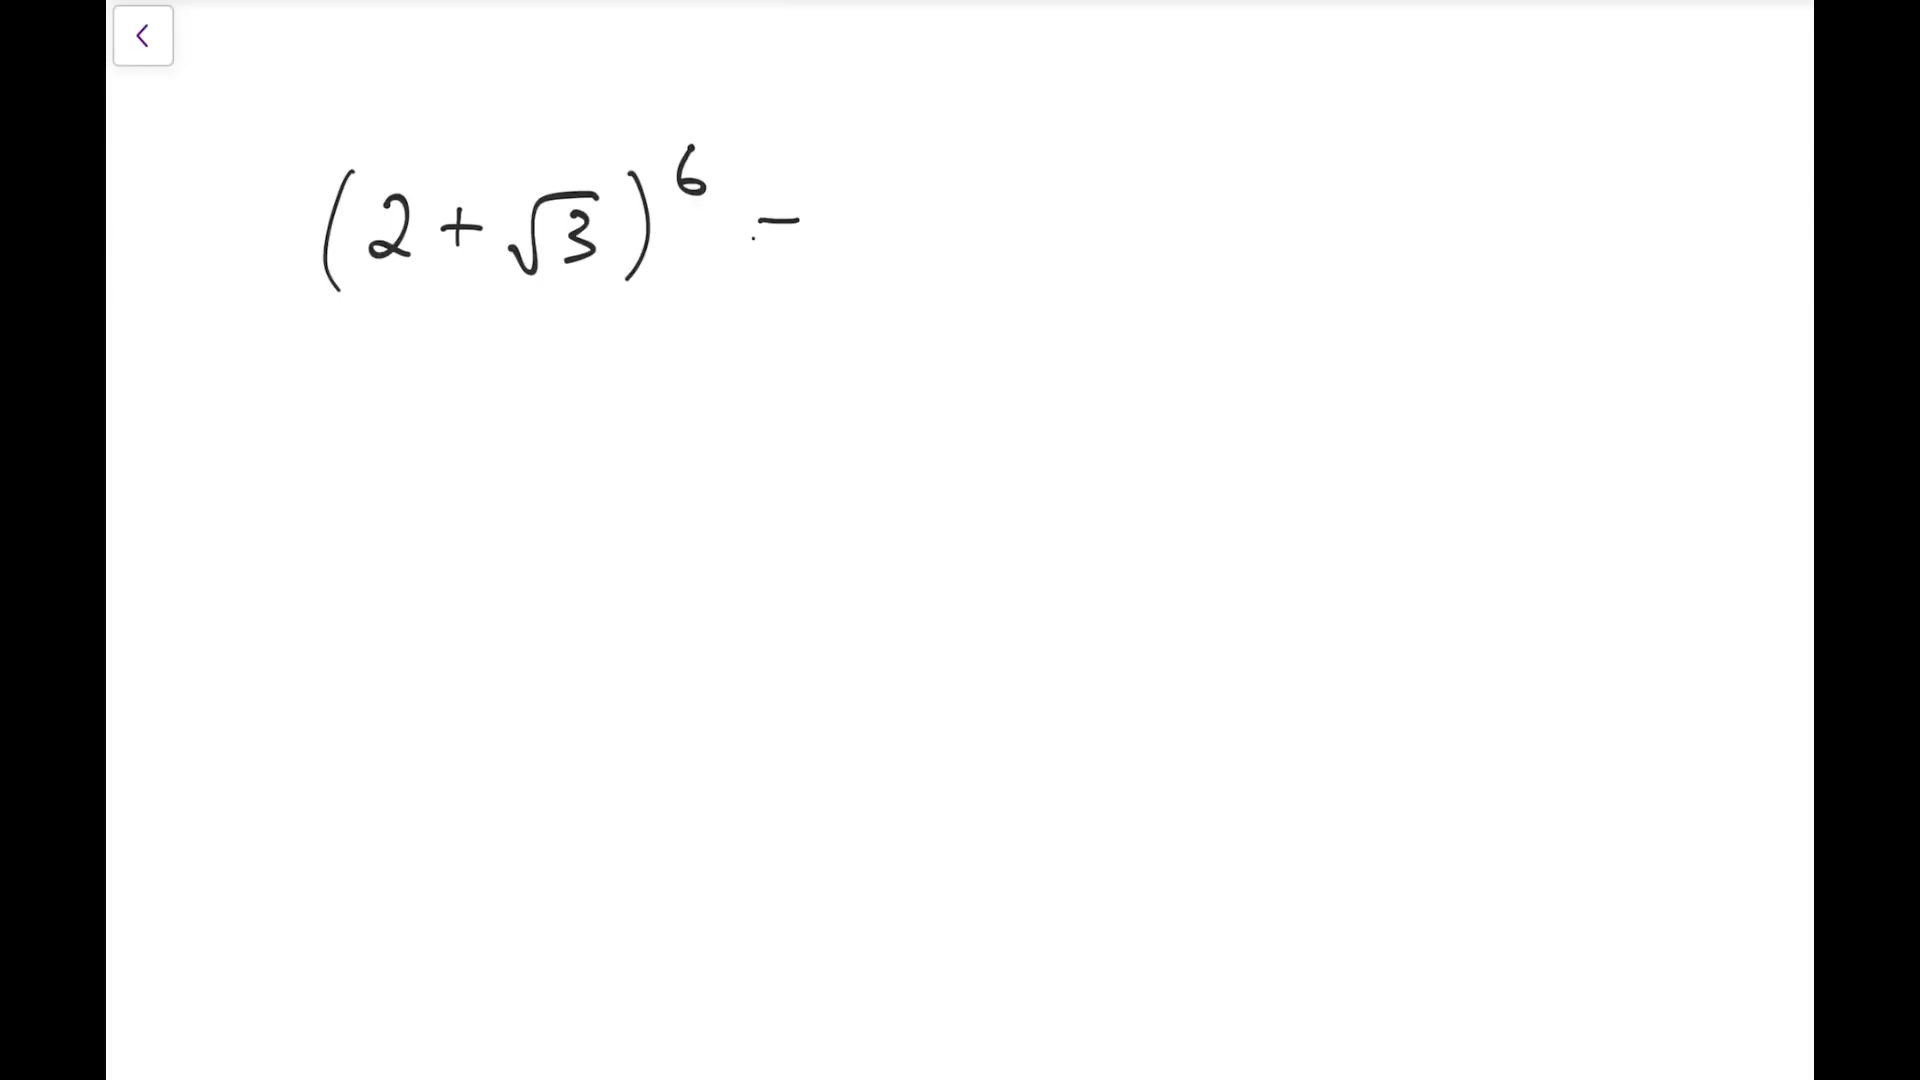 (2 + √3)⁶ −